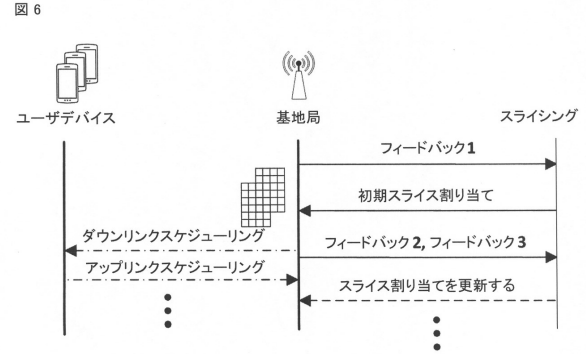 図 6
ユーザデバイス
基地局
スライシング
フィードバック1
初期スライス割り当て
ダウンリンクスケジューリング
フィードバック2, フィードバック3
アップリンクスケジューリング
スライス割り当てを更新する